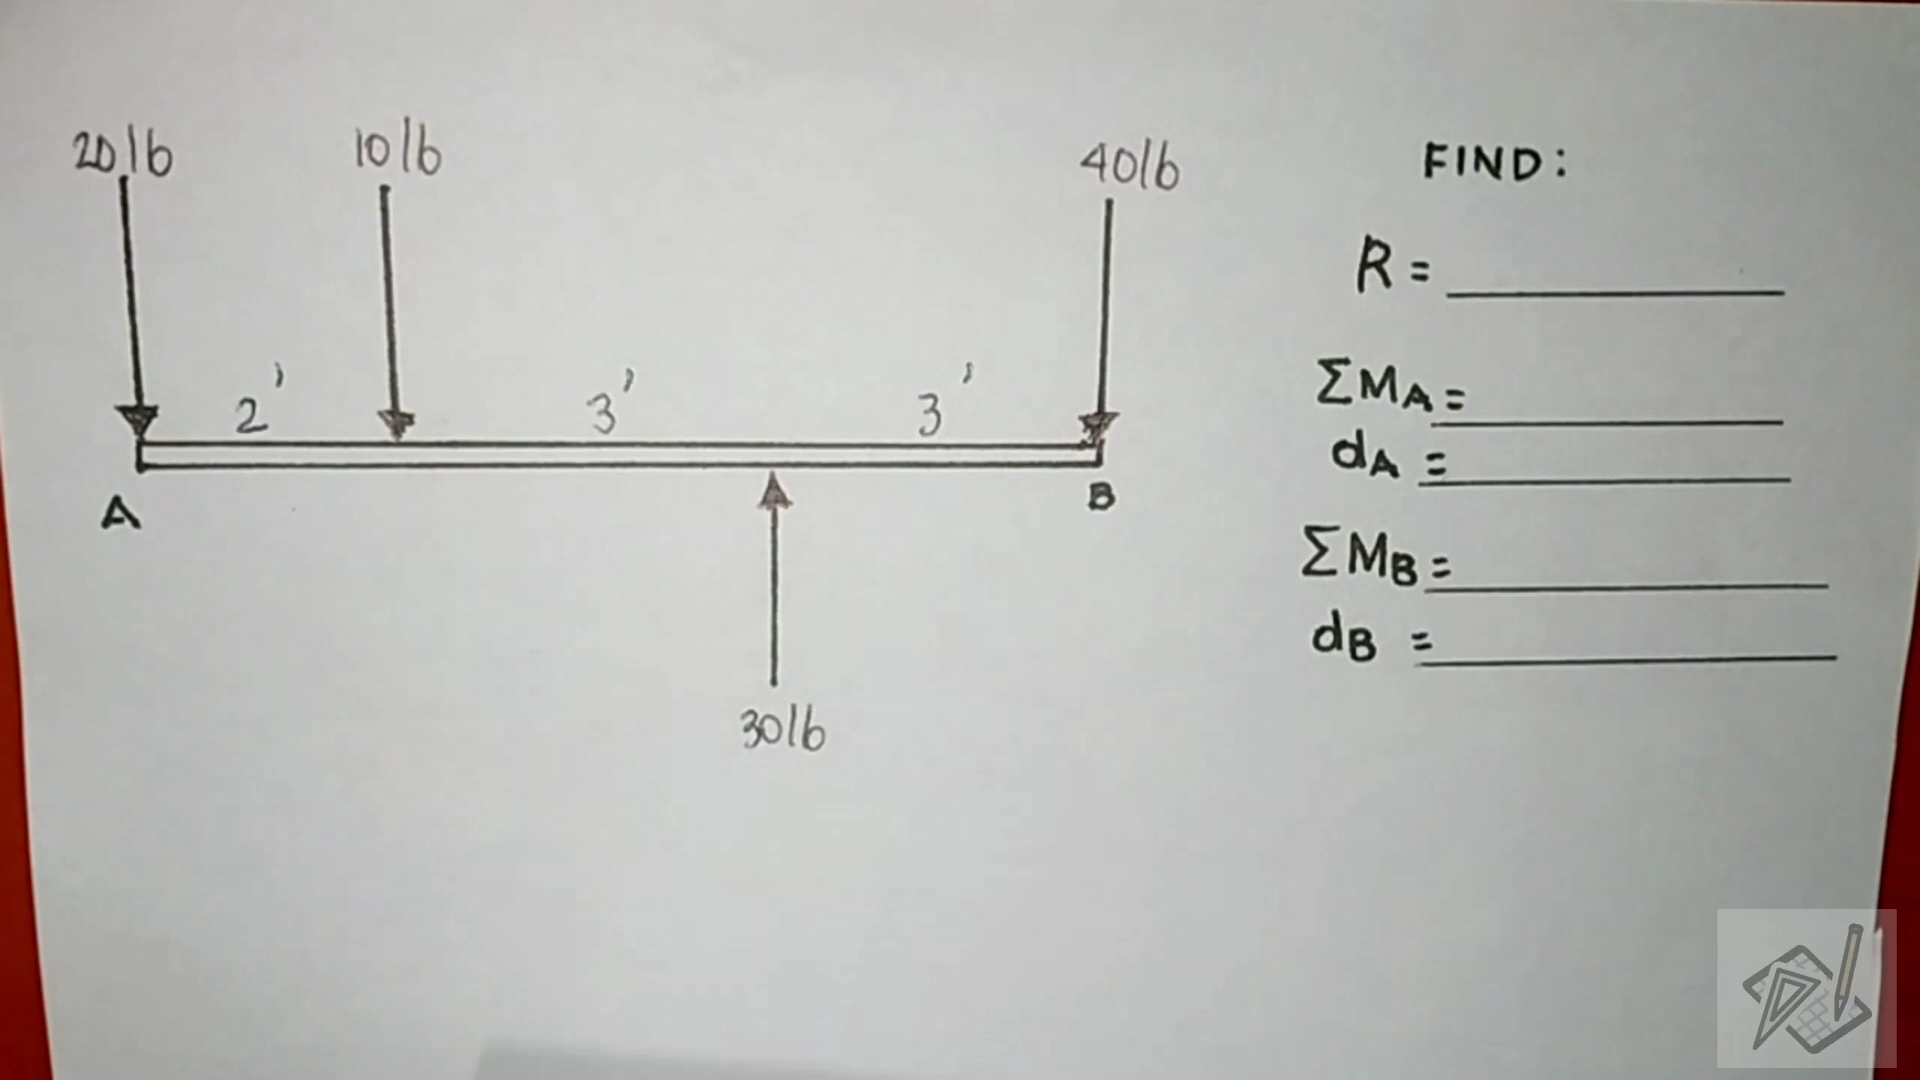 20lb 10lb 40lb
2' 3' 3'
A B
30lb
FIND:
R =
ΣMA =
dA =
ΣMB =
dB =